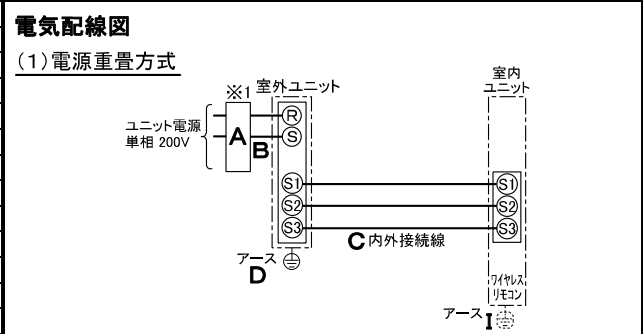 電気配線図
(1)電源重畳方式
※1
室外ユニット
室内
ユニット
ユニット電源
単相 200V
A
B
R
S
S1
S2
S3
S1
S2
S3
C 内外接続線
アース
D
ワイヤレス
リモコン
アース I